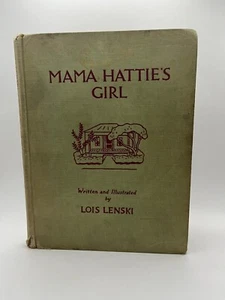 MAMA HATTIE'S
GIRL
Written and Illustrated
by
LOIS LENSKI